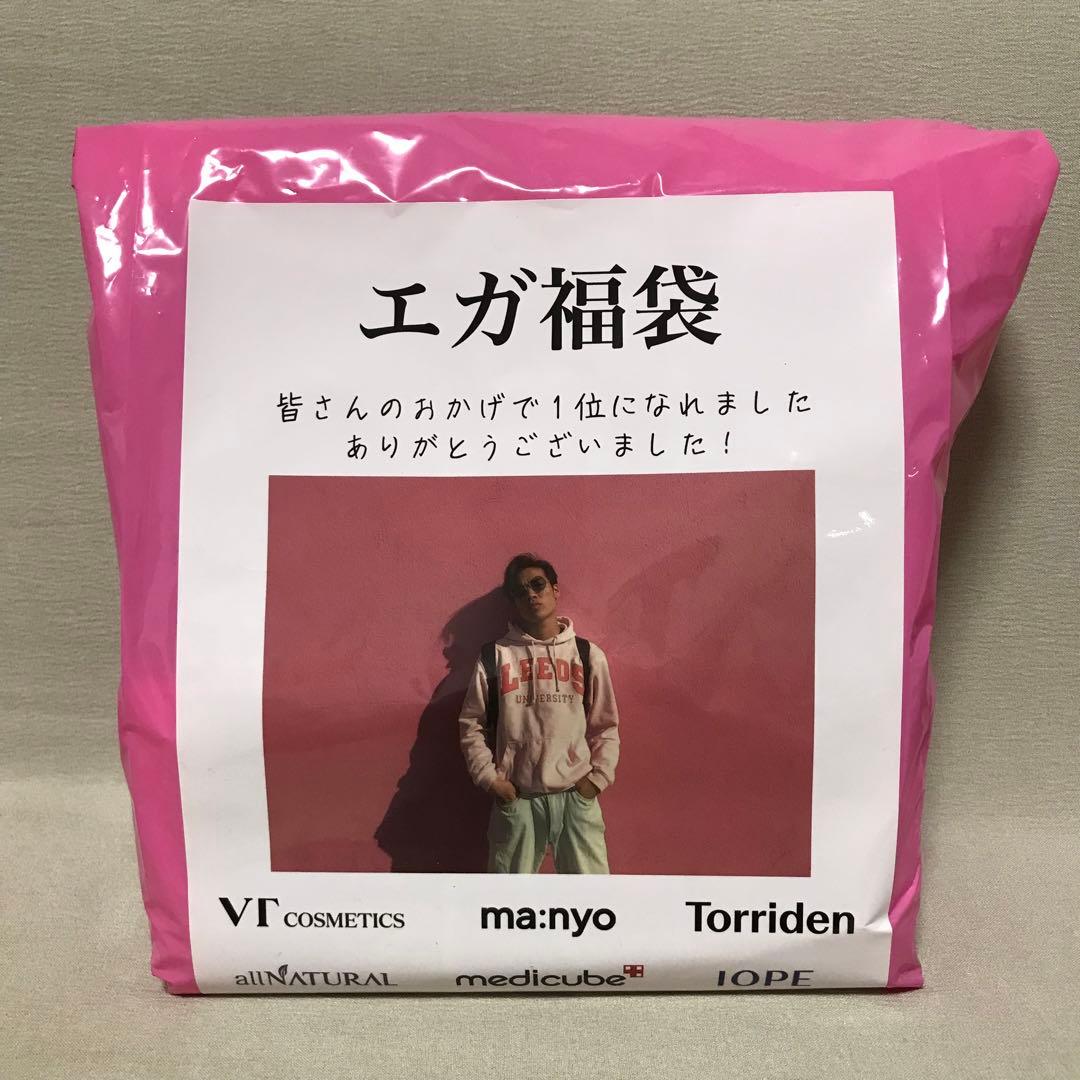 エガ福袋
皆さんのおかげで1位になれました
ありがとうございました!
LEEDS
UNIVERSITY
VT COSMETICS ma:nyo Torriden
allNATURAL medicube IOPE